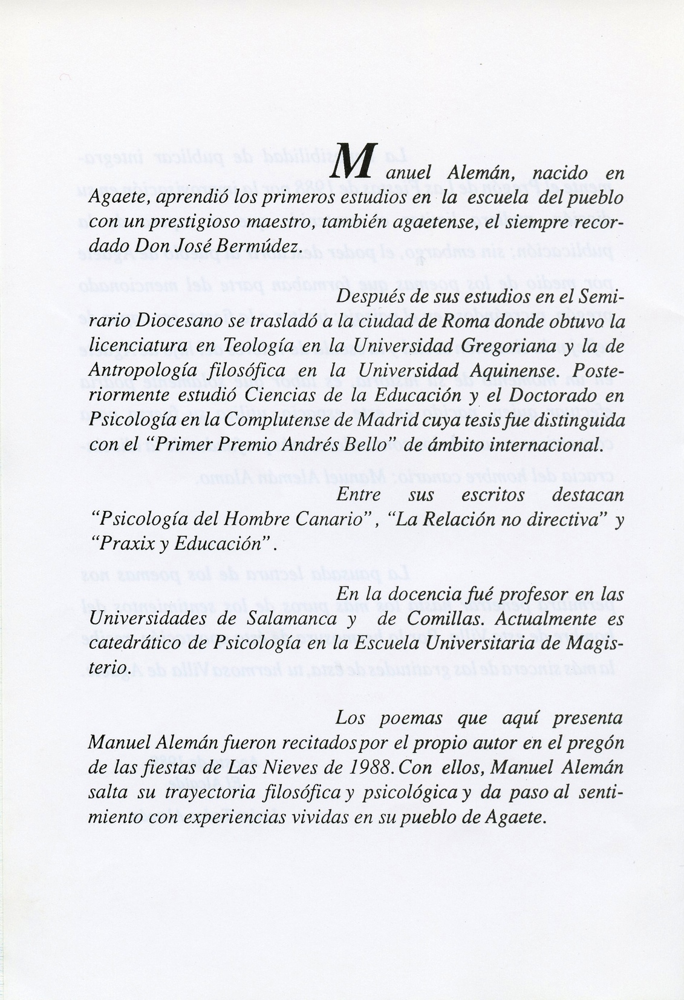 Manuel Alemán, nacido en
Agaete, aprendió los primeros estudios en la escuela del pueblo
con un prestigioso maestro, también agaetense, el siempre recor-
dado Don José Bermúdez.
Después de sus estudios en el Semi-
rario Diocesano se trasladó a la ciudad de Roma donde obtuvo la
licenciatura en Teología en la Universidad Gregoriana y la de
Antropología filosófica en la Universidad Aquinense. Poste-
riormente estudió Ciencias de la Educación y el Doctorado en
Psicología en la Complutense de Madrid cuya tesis fue distinguida
con el “Primer Premio Andrés Bello” de ámbito internacional.
Entre sus escritos destacan
“Psicología del Hombre Canario”, “La Relación no directiva” y
“Praxix y Educación”.
En la docencia fué profesor en las
Universidades de Salamanca y de Comillas. Actualmente es
catedrático de Psicología en la Escuela Universitaria de Magis-
terio.
Los poemas que aquí presenta
Manuel Alemán fueron recitados por el propio autor en el pregón
de las fiestas de Las Nieves de 1988. Con ellos, Manuel Alemán
salta su trayectoria filosófica y psicológica y da paso al senti-
miento con experiencias vividas en su pueblo de Agaete.